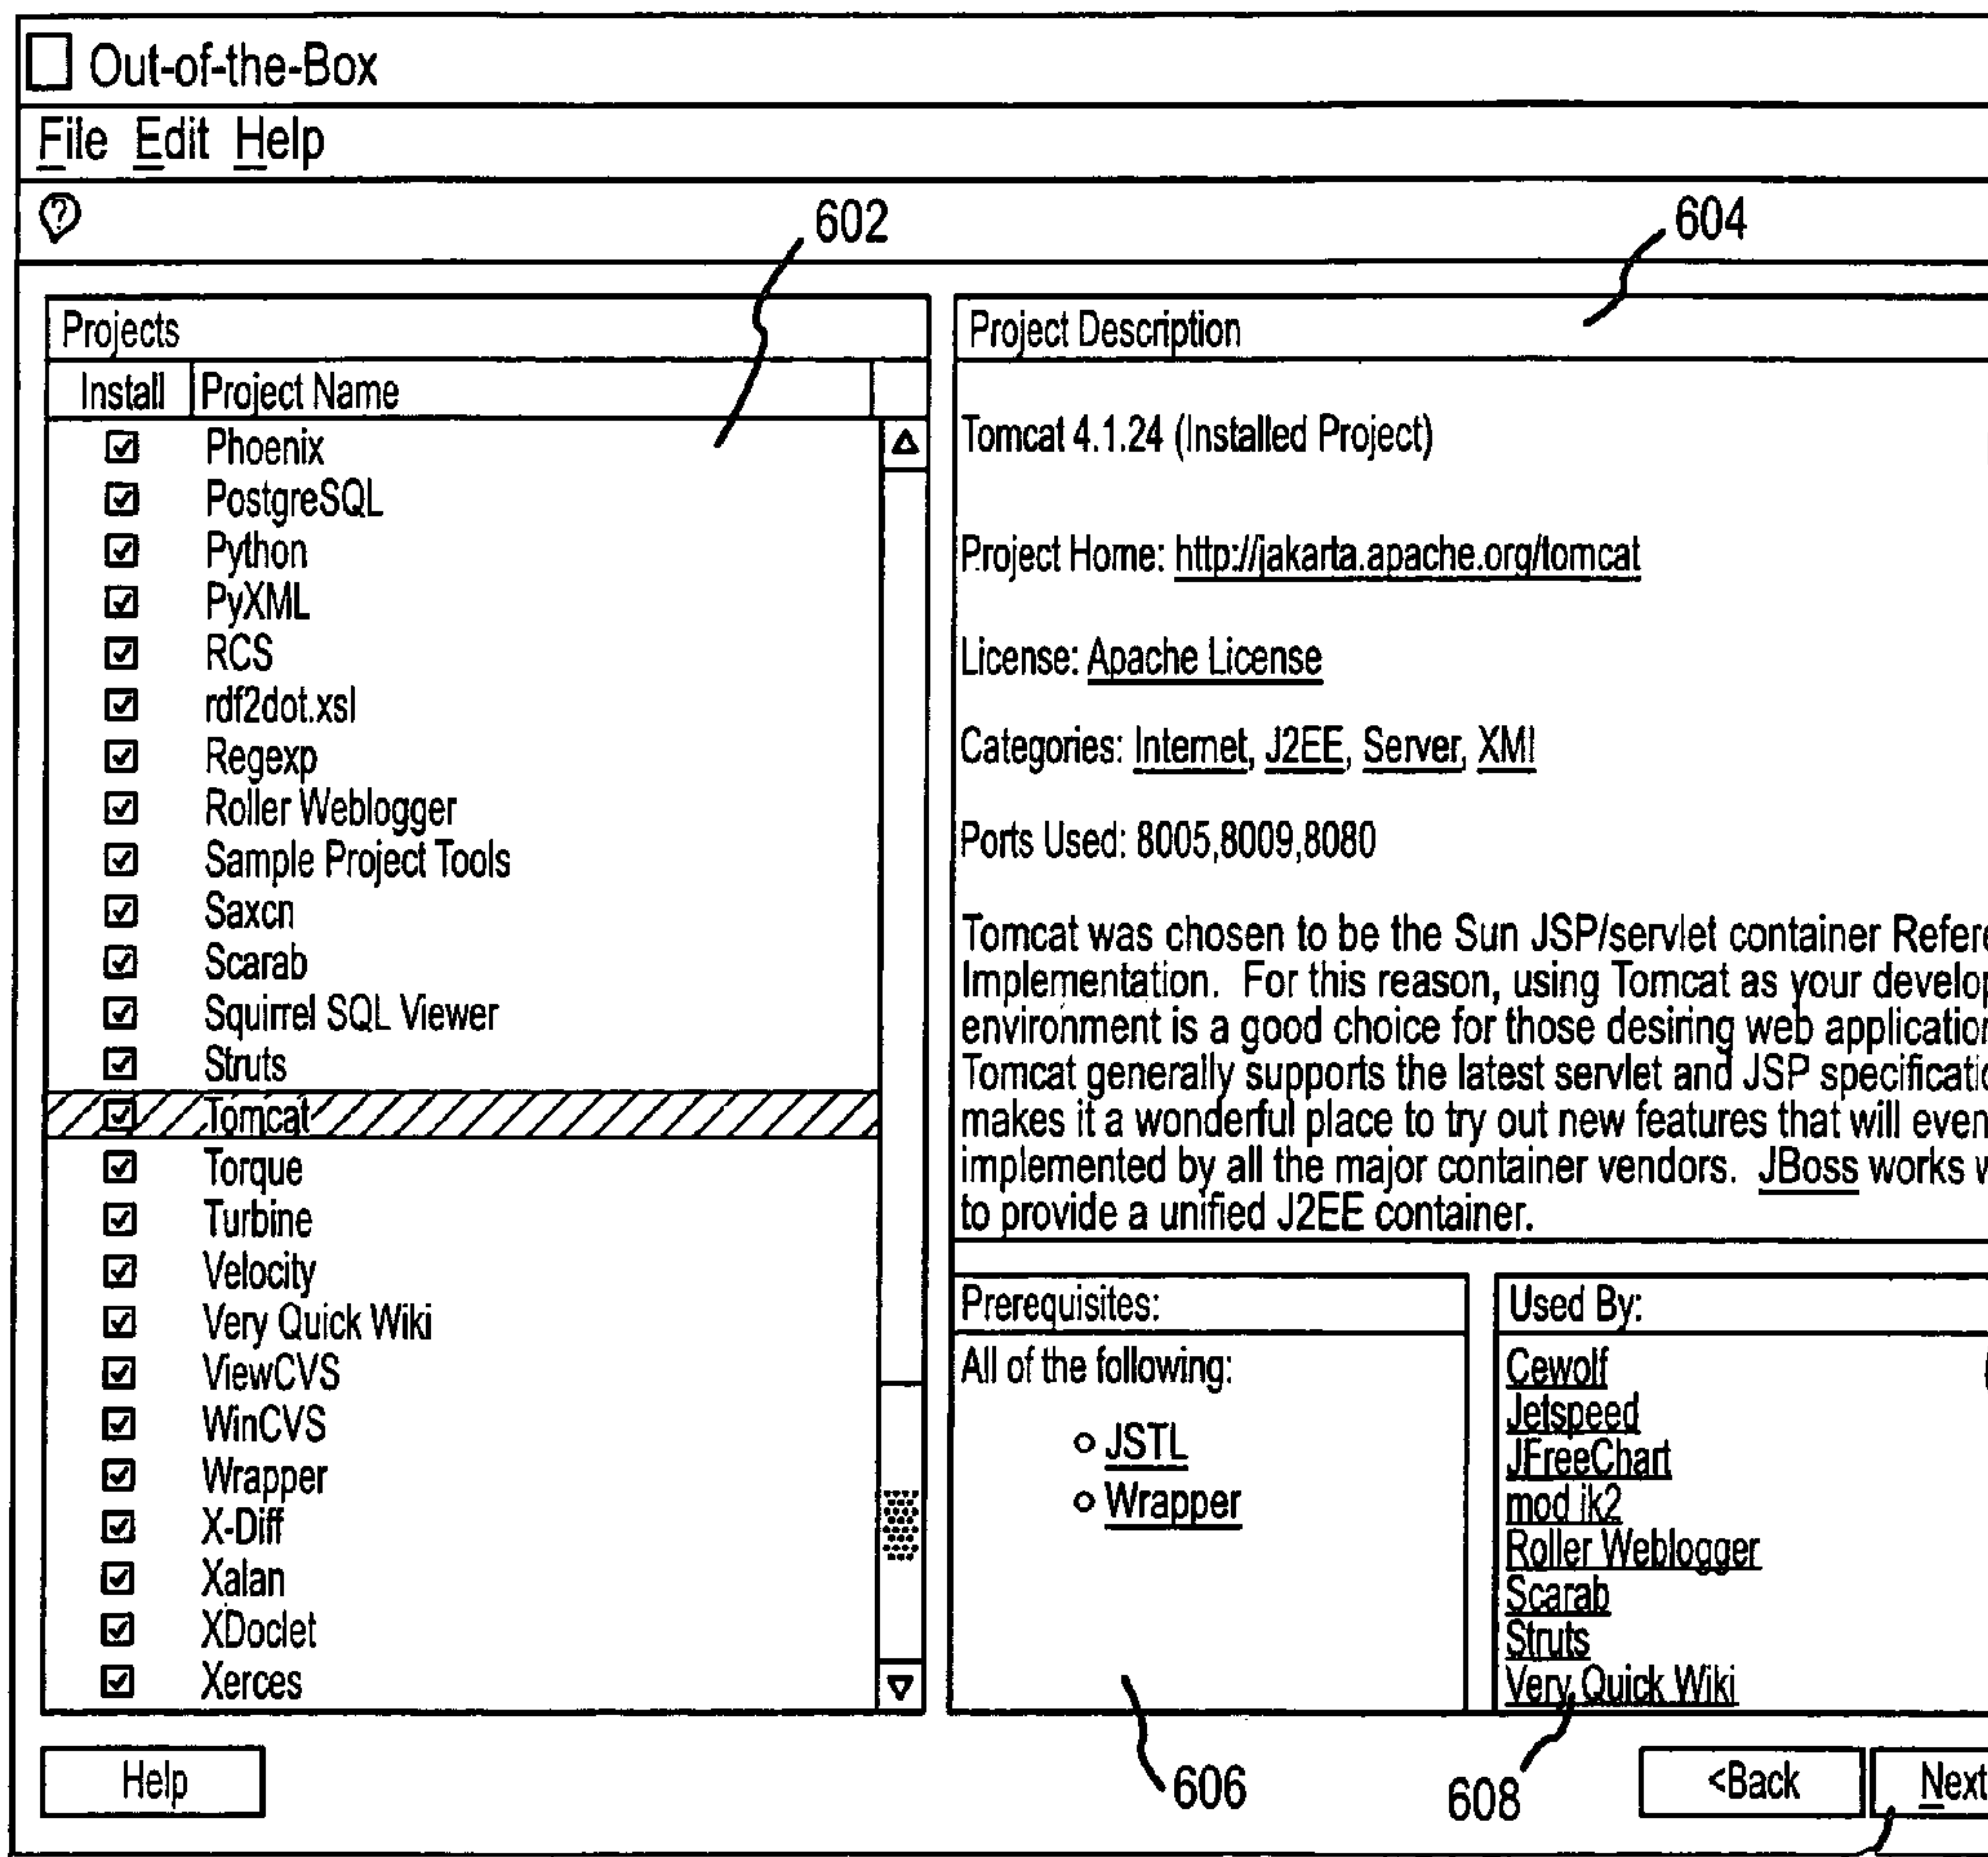 Out-of-the-Box
File Edit Help
?
602
604
Projects
Install Project Name
Phoenix
PostgreSQL
Python
PyXML
RCS
rdf2dot.xsl
Regexp
Roller Weblogger
Sample Project Tools
Saxcn
Scarab
Squirrel SQL Viewer
Struts
Tomcat
Torque
Turbine
Velocity
Very Quick Wiki
ViewCVS
WinCVS
Wrapper
X-Diff
Xalan
XDoclet
Xerces
Project Description
Tomcat 4.1.24 (Installed Project)
Project Home: http://jakarta.apache.org/tomcat
License: Apache License
Categories: Internet, J2EE, Server, XMl
Ports Used: 8005,8009,8080
Tomcat was chosen to be the Sun JSP/servlet container Refere
Implementation. For this reason, using Tomcat as your develop
environment is a good choice for those desiring web application
Tomcat generally supports the latest servlet and JSP specificatio
makes it a wonderful place to try out new features that will even
implemented by all the major container vendors. JBoss works w
to provide a unified J2EE container.
Prerequisites:
All of the following:
JSTL
Wrapper
Used By:
Cewolf
Jetspeed
JFreeChart
mod jk2
Roller Weblogger
Scarab
Struts
Very Quick Wiki
606
608
Help
<Back
Next